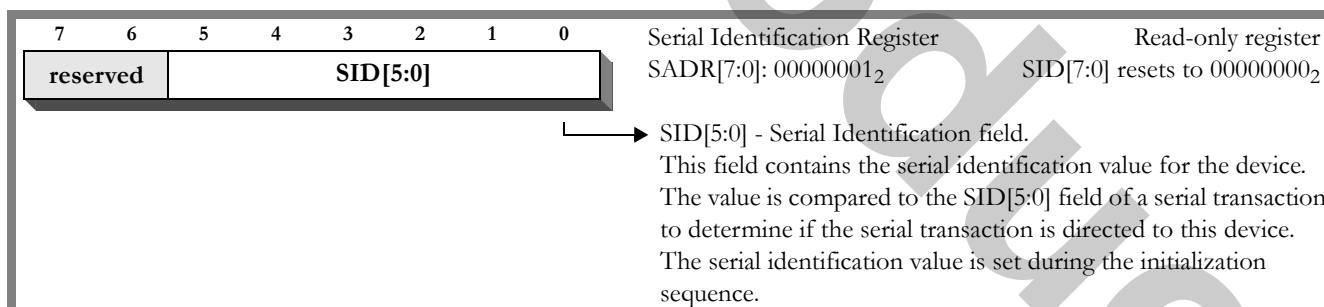 7 6 5 4 3 2 1 0
reserved SID[5:0]
Serial Identification Register Read-only register
SADR[7:0]: 00000001₂ SID[7:0] resets to 00000000₂
SID[5:0] - Serial Identification field.
This field contains the serial identification value for the device.
The value is compared to the SID[5:0] field of a serial transaction
to determine if the serial transaction is directed to this device.
The serial identification value is set during the initialization
sequence.